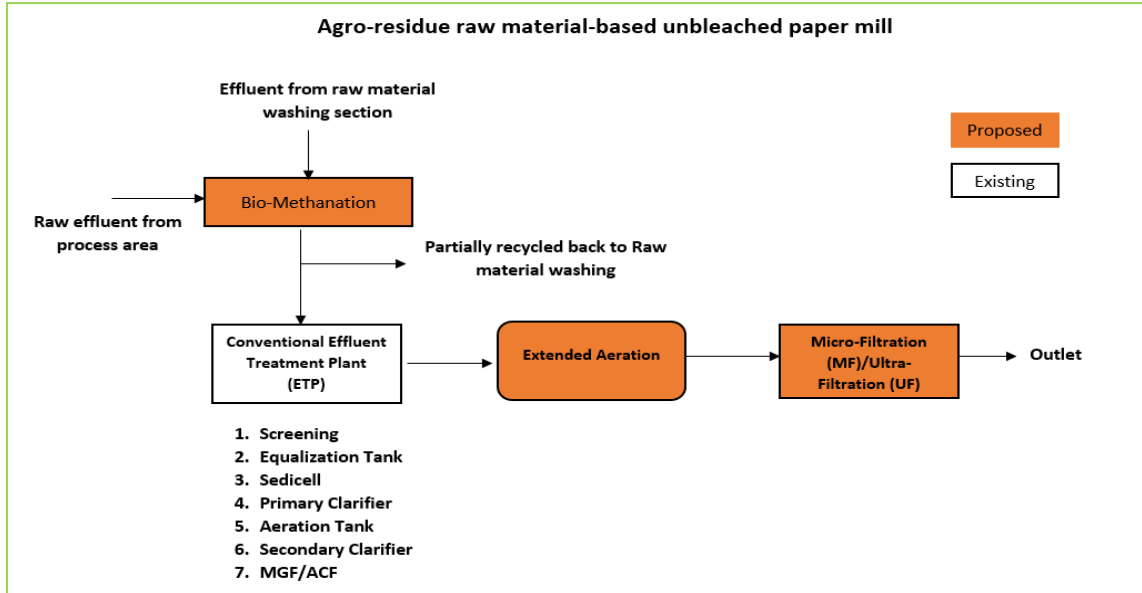 Agro-residue raw material-based unbleached paper mill
Effluent from raw material
washing section
Proposed
Existing
Bio-Methanation
Raw effluent from
process area
Partially recycled back to Raw
material washing
Conventional Effluent
Treatment Plant
(ETP)
Extended Aeration
Micro-Filtration
(MF)/Ultra-
Filtration (UF)
Outlet
1. Screening
2. Equalization Tank
3. Sedicell
4. Primary Clarifier
5. Aeration Tank
6. Secondary Clarifier
7. MGF/ACF